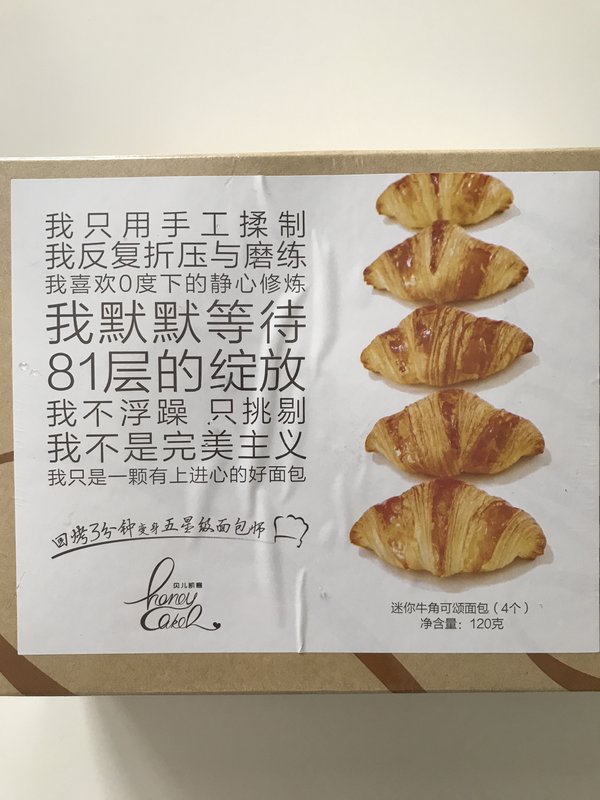 我只用手工揉制
我反复折压与磨练
我喜欢0度下的静心修炼
我默默等待
81层的绽放
我不浮躁 只挑剔
我不是完美主义
我只是一颗有上进心的好面包
回烤3分钟变身五星级面包师
贝儿凯熹
honey
CakeR
迷你牛角可颂面包(4个)
净含量:120克